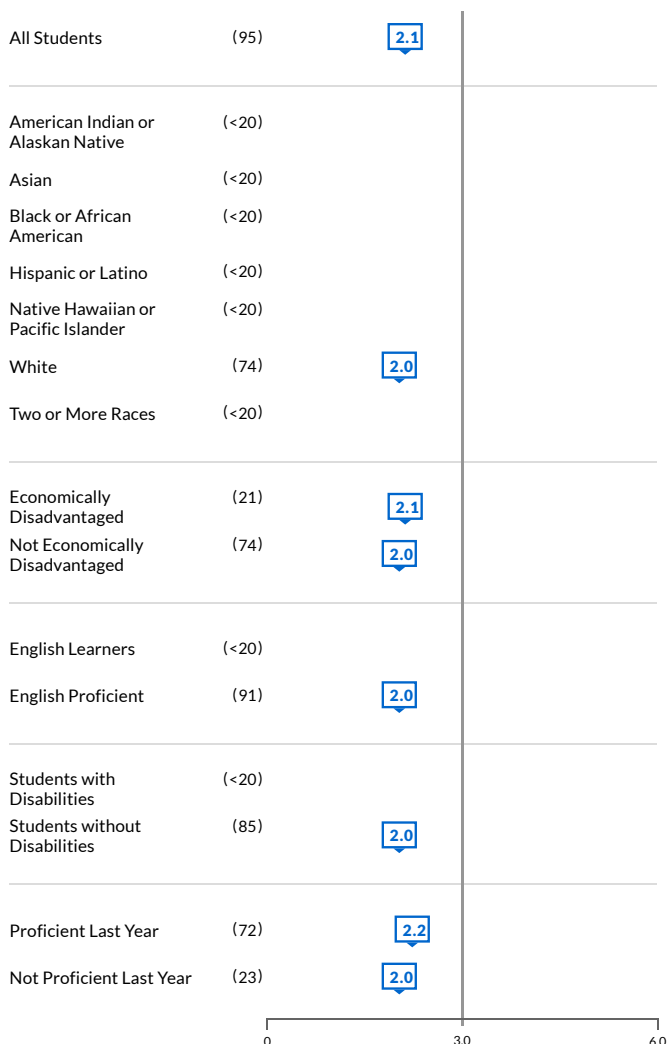 All Students (95) 2.1
American Indian or (<20)
Alaskan Native
Asian (<20)
Black or African (<20)
American
Hispanic or Latino (<20)
Native Hawaiian or (<20)
Pacific Islander
White (74) 2.0
Two or More Races (<20)
Economically (21) 2.1
Disadvantaged
Not Economically (74) 2.0
Disadvantaged
English Learners (<20)
English Proficient (91) 2.0
Students with (<20)
Disabilities
Students without (85) 2.0
Disabilities
Proficient Last Year (72) 2.2
Not Proficient Last Year (23) 2.0
0 3.0 6.0